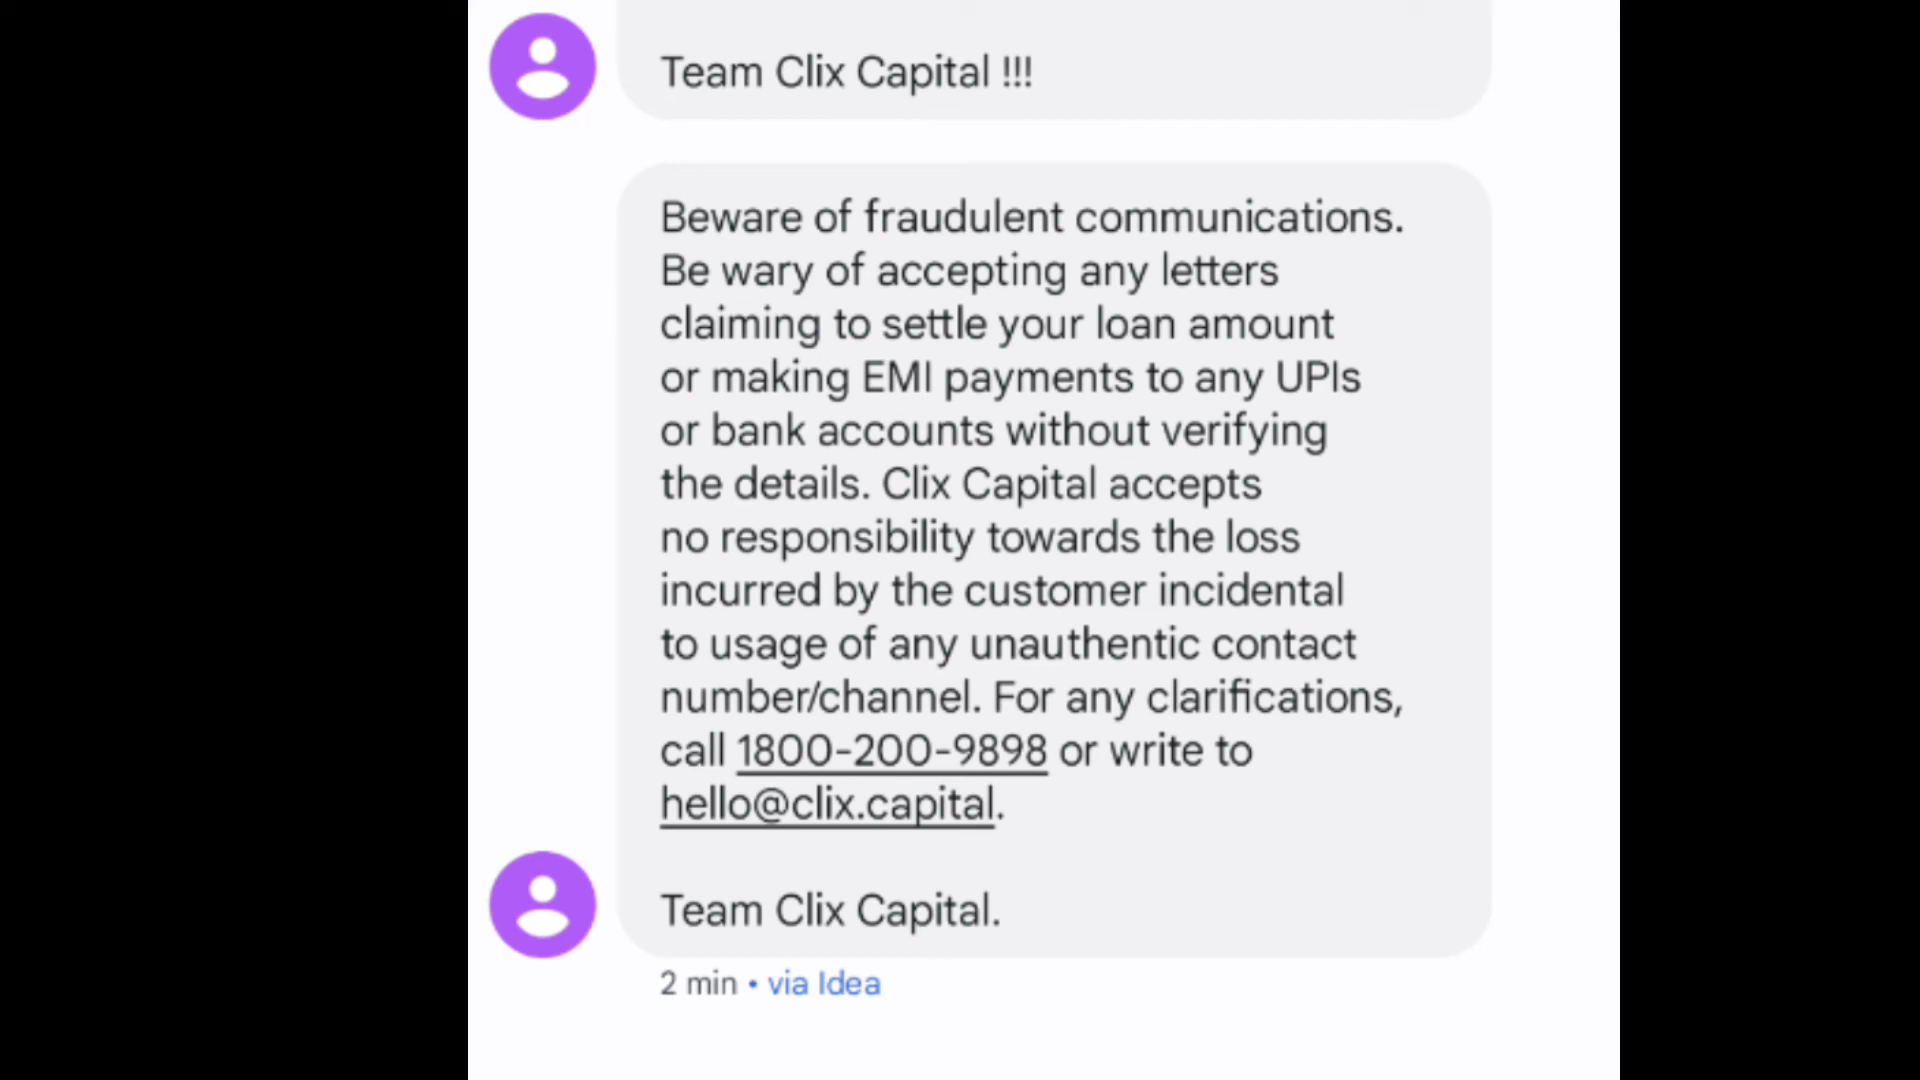 Team Clix Capital !!!
Beware of fraudulent communications.
Be wary of accepting any letters
claiming to settle your loan amount
or making EMI payments to any UPIs
or bank accounts without verifying
the details. Clix Capital accepts
no responsibility towards the loss
incurred by the customer incidental
to usage of any unauthentic contact
number/channel. For any clarifications,
call 1800-200-9898 or write to
hello@clix.capital.
Team Clix Capital.
2 min • via Idea